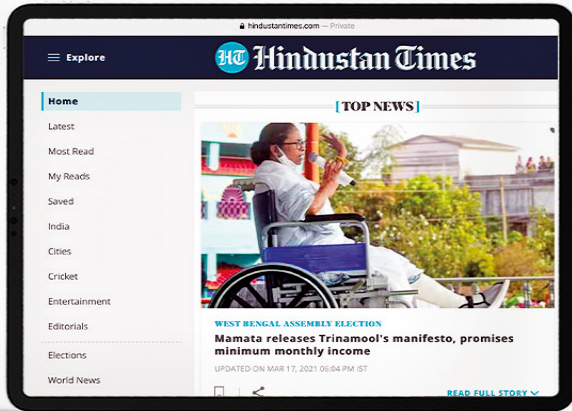 hindustantimes.com — Private
Explore
HT Hindustan Times
Home
Latest
Most Read
My Reads
Saved
India
Cities
Cricket
Entertainment
Editorials
Elections
World News
[TOP NEWS]
WEST BENGAL ASSEMBLY ELECTION
Mamata releases Trinamool's manifesto, promises
minimum monthly income
UPDATED ON MAR 17, 2021 06:04 PM IST
READ FULL STORY